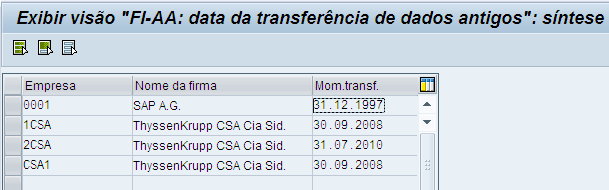 Exibir visão "FI-AA: data da transferência de dados antigos": síntese
Empresa Nome da firma Mom.transf.
0001 SAP A.G. 31.12.1997
1CSA ThyssenKrupp CSA Cia Sid. 30.09.2008
2CSA ThyssenKrupp CSA Cia Sid. 31.07.2010
CSA1 ThyssenKrupp CSA Cia Sid. 30.09.2008